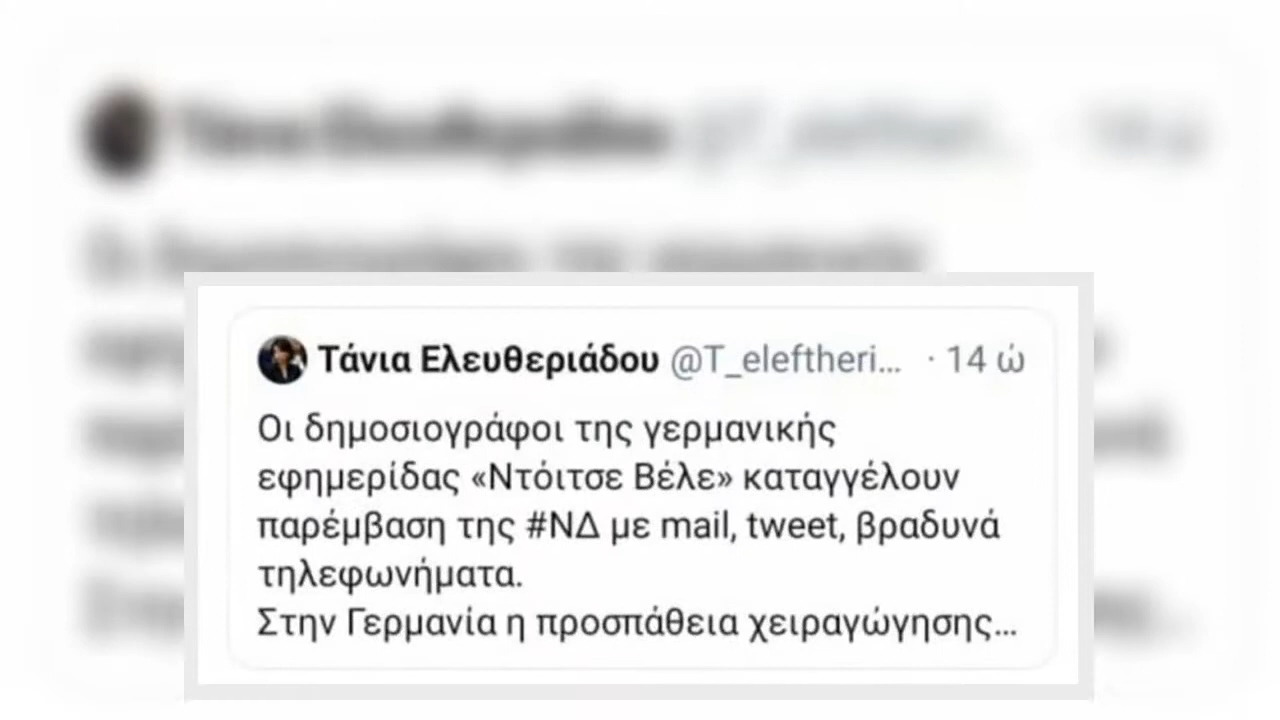 Τάνια Ελευθεριάδου @T_eleftheri... · 14 ώ
Οι δημοσιογράφοι της γερμανικής
εφημερίδας «Ντόιτσε Βέλε» καταγγέλουν
παρέμβαση της #ΝΔ με mail, tweet, βραδυνά
τηλεφωνήματα.
Στην Γερμανία η προσπάθεια χειραγώγησης...